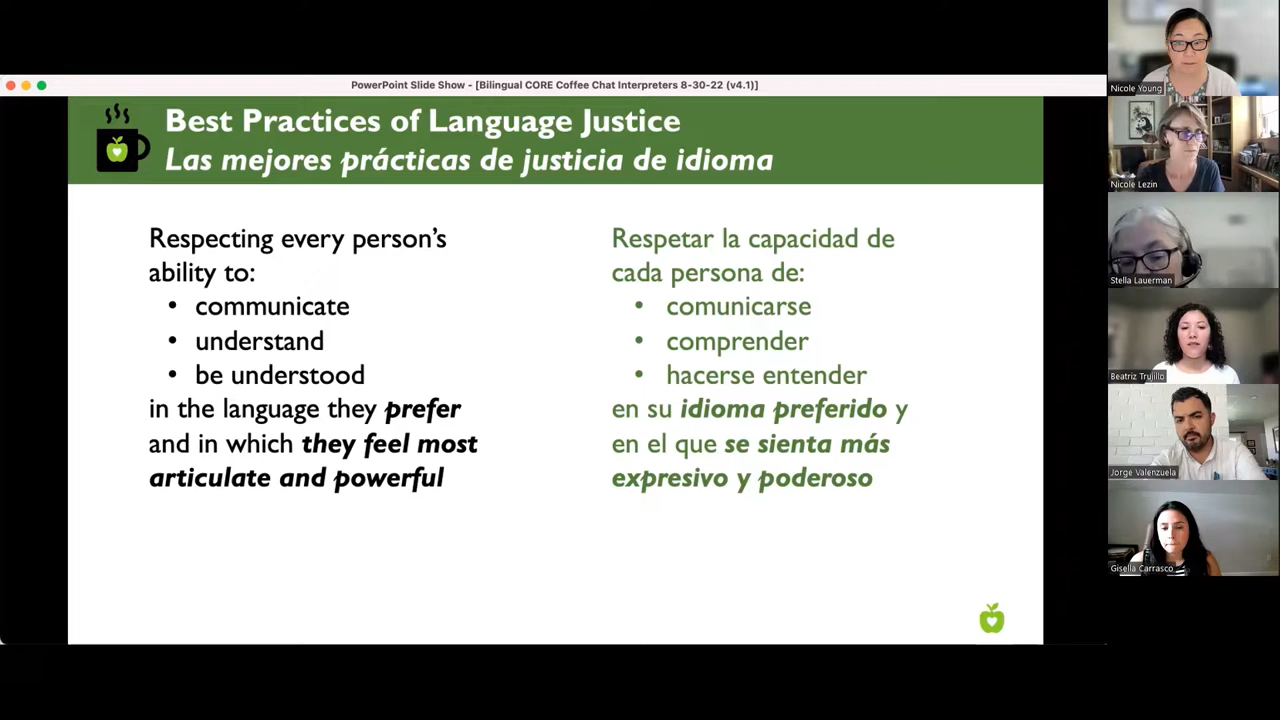 PowerPoint Slide Show - [Bilingual CORE Coffee Chat Interpreters 8-30-22 (v4.1)]
Best Practices of Language Justice
Las mejores prácticas de justicia de idioma
Respecting every person's
ability to:
• communicate
• understand
• be understood
in the language they prefer
and in which they feel most
articulate and powerful
Respetar la capacidad de
cada persona de:
• comunicarse
• comprender
• hacerse entender
en su idioma preferido y
en el que se sienta más
expresivo y poderoso
Nicole Young
Nicole Lezin
Stella Lauerman
Beatriz Trujillo
Jorge Valenzuela
Gisella Carrasco